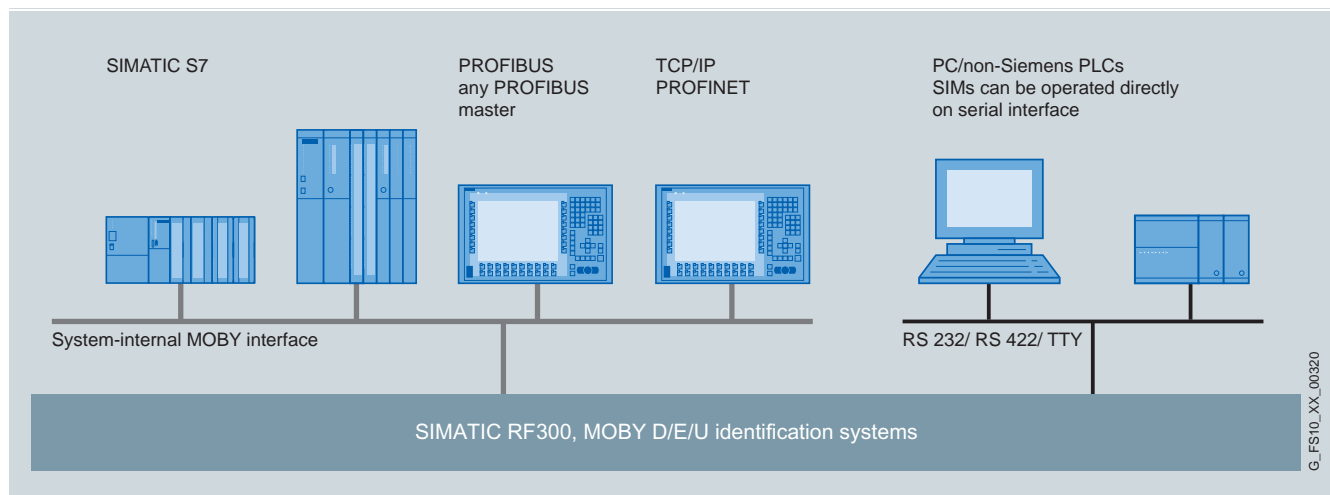 SIMATIC S7
PROFIBUS
any PROFIBUS
master
TCP/IP
PROFINET
PC/non-Siemens PLCs
SIMs can be operated directly
on serial interface
System-internal MOBY interface
RS 232/ RS 422/ TTY
SIMATIC RF300, MOBY D/E/U identification systems
G_FS10_XX_00320